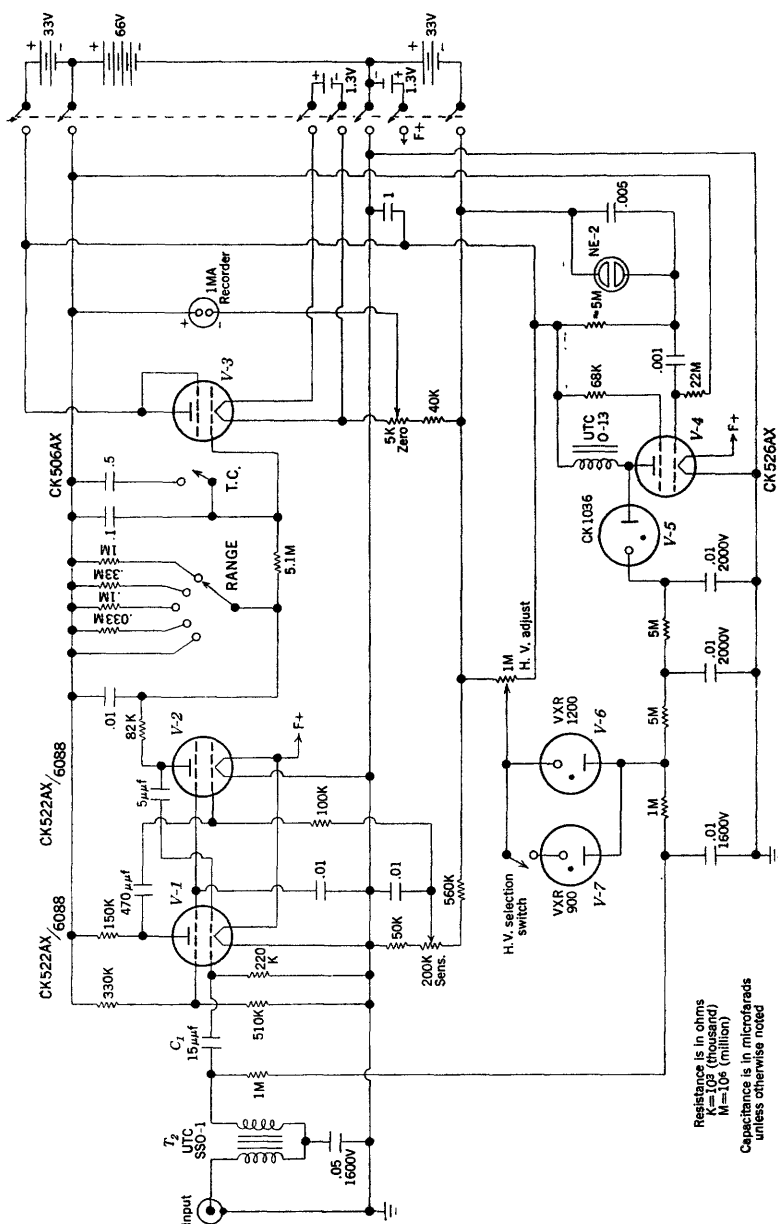 Input
T2
UTC
SSO-1
.05
1600V
1M
C1
15μμf
330K
510K
CK522AX/6088
150K
V-1
220
K
470μμf
5μμf
.01
.01
50K
200K
Sens.
560K
100K
CK522AX/6088
V-2
F+
82K
.01
.033M
.1M
.33M
1M
RANGE
5.1M
.1
.5
T.C.
CK506AX
V-3
+
1MA
Recorder
-
5K
Zero
40K
1
33V
+
-
66V
+
-
+
1.3V
-
-
1.3V
+
F+
33V
+
-
1M
H.V. adjust
H.V. selection
switch
VXR
900
V-7
VXR
1200
V-6
1M
5M
5M
.01
1600V
.01
2000V
.01
2000V
CK1036
V-5
UTC
O-13
68K
≈5M
NE-2
.005
.001
22M
V-4
F+
CK526AX
Resistance is in ohms
K=10³ (thousand)
M=10⁶ (million)
Capacitance is in microfarads
unless otherwise noted